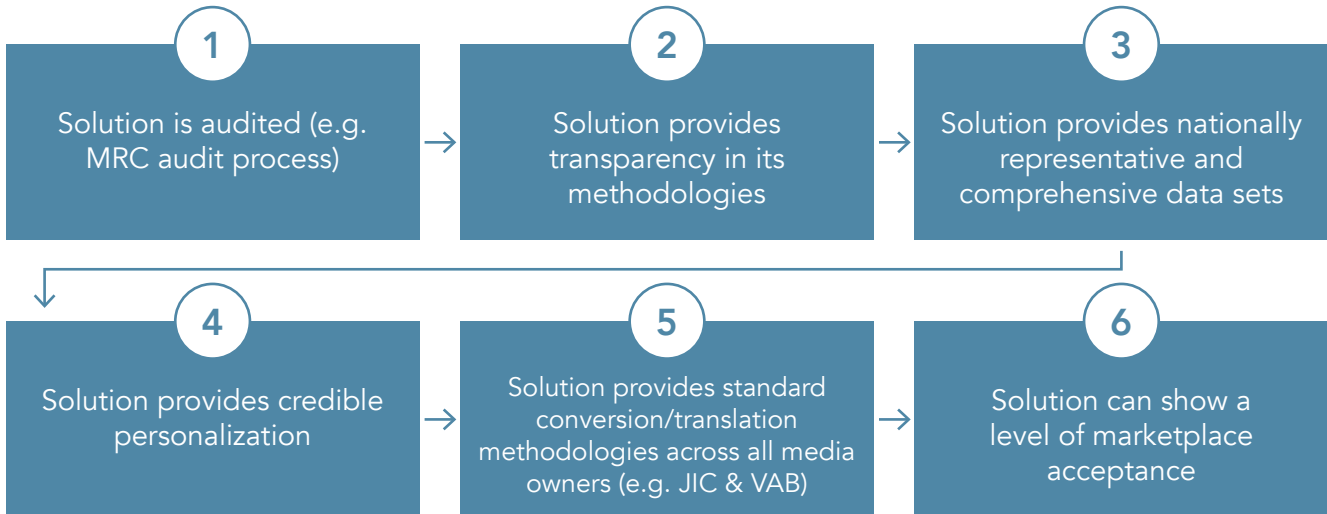 1
Solution is audited (e.g.
MRC audit process)
2
Solution provides
transparency in its
methodologies
3
Solution provides nationally
representative and
comprehensive data sets
4
Solution provides credible
personalization
5
Solution provides standard
conversion/translation
methodologies across all media
owners (e.g. JIC & VAB)
6
Solution can show a
level of marketplace
acceptance